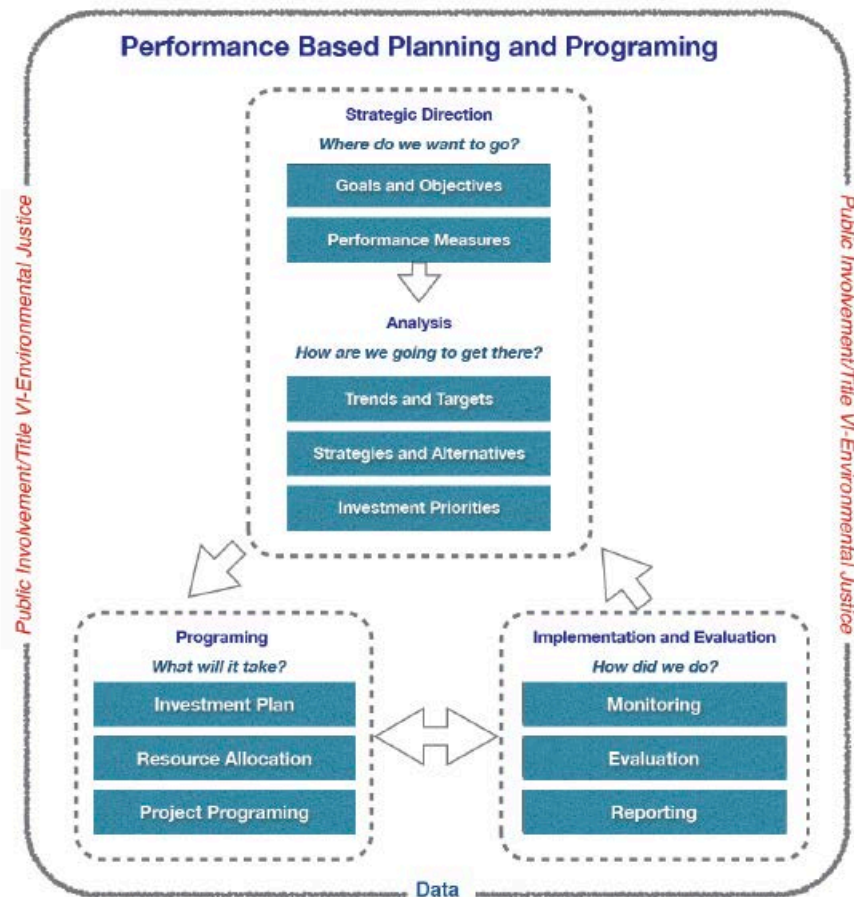 Performance Based Planning and Programing
Strategic Direction
Where do we want to go?
Goals and Objectives
Performance Measures
Analysis
How are we going to get there?
Trends and Targets
Strategies and Alternatives
Investment Priorities
Public Involvement/Title VI-Environmental Justice
Public Involvement/Title VI-Environmental Justice
Programing
What will it take?
Investment Plan
Resource Allocation
Project Programing
Implementation and Evaluation
How did we do?
Monitoring
Evaluation
Reporting
Data